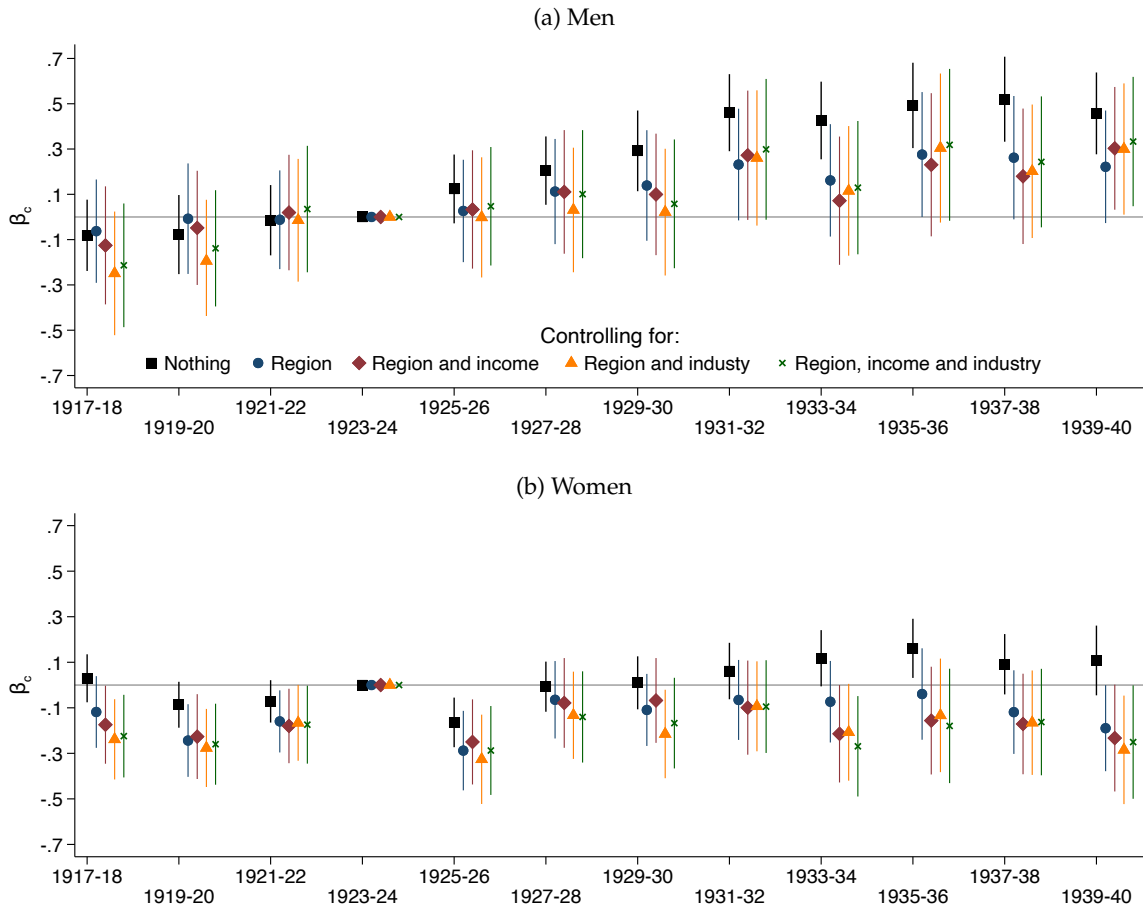 (a) Men
.7
.5
.3
.1
-.1
-.3
-.5
-.7
β_c
Controlling for:
Nothing Region Region and income Region and industy Region, income and industry
1917-18 1921-22 1925-26 1929-30 1933-34 1937-38
1919-20 1923-24 1927-28 1931-32 1935-36 1939-40
(b) Women
.7
.5
.3
.1
-.1
-.3
-.5
-.7
β_c
1917-18 1921-22 1925-26 1929-30 1933-34 1937-38
1919-20 1923-24 1927-28 1931-32 1935-36 1939-40